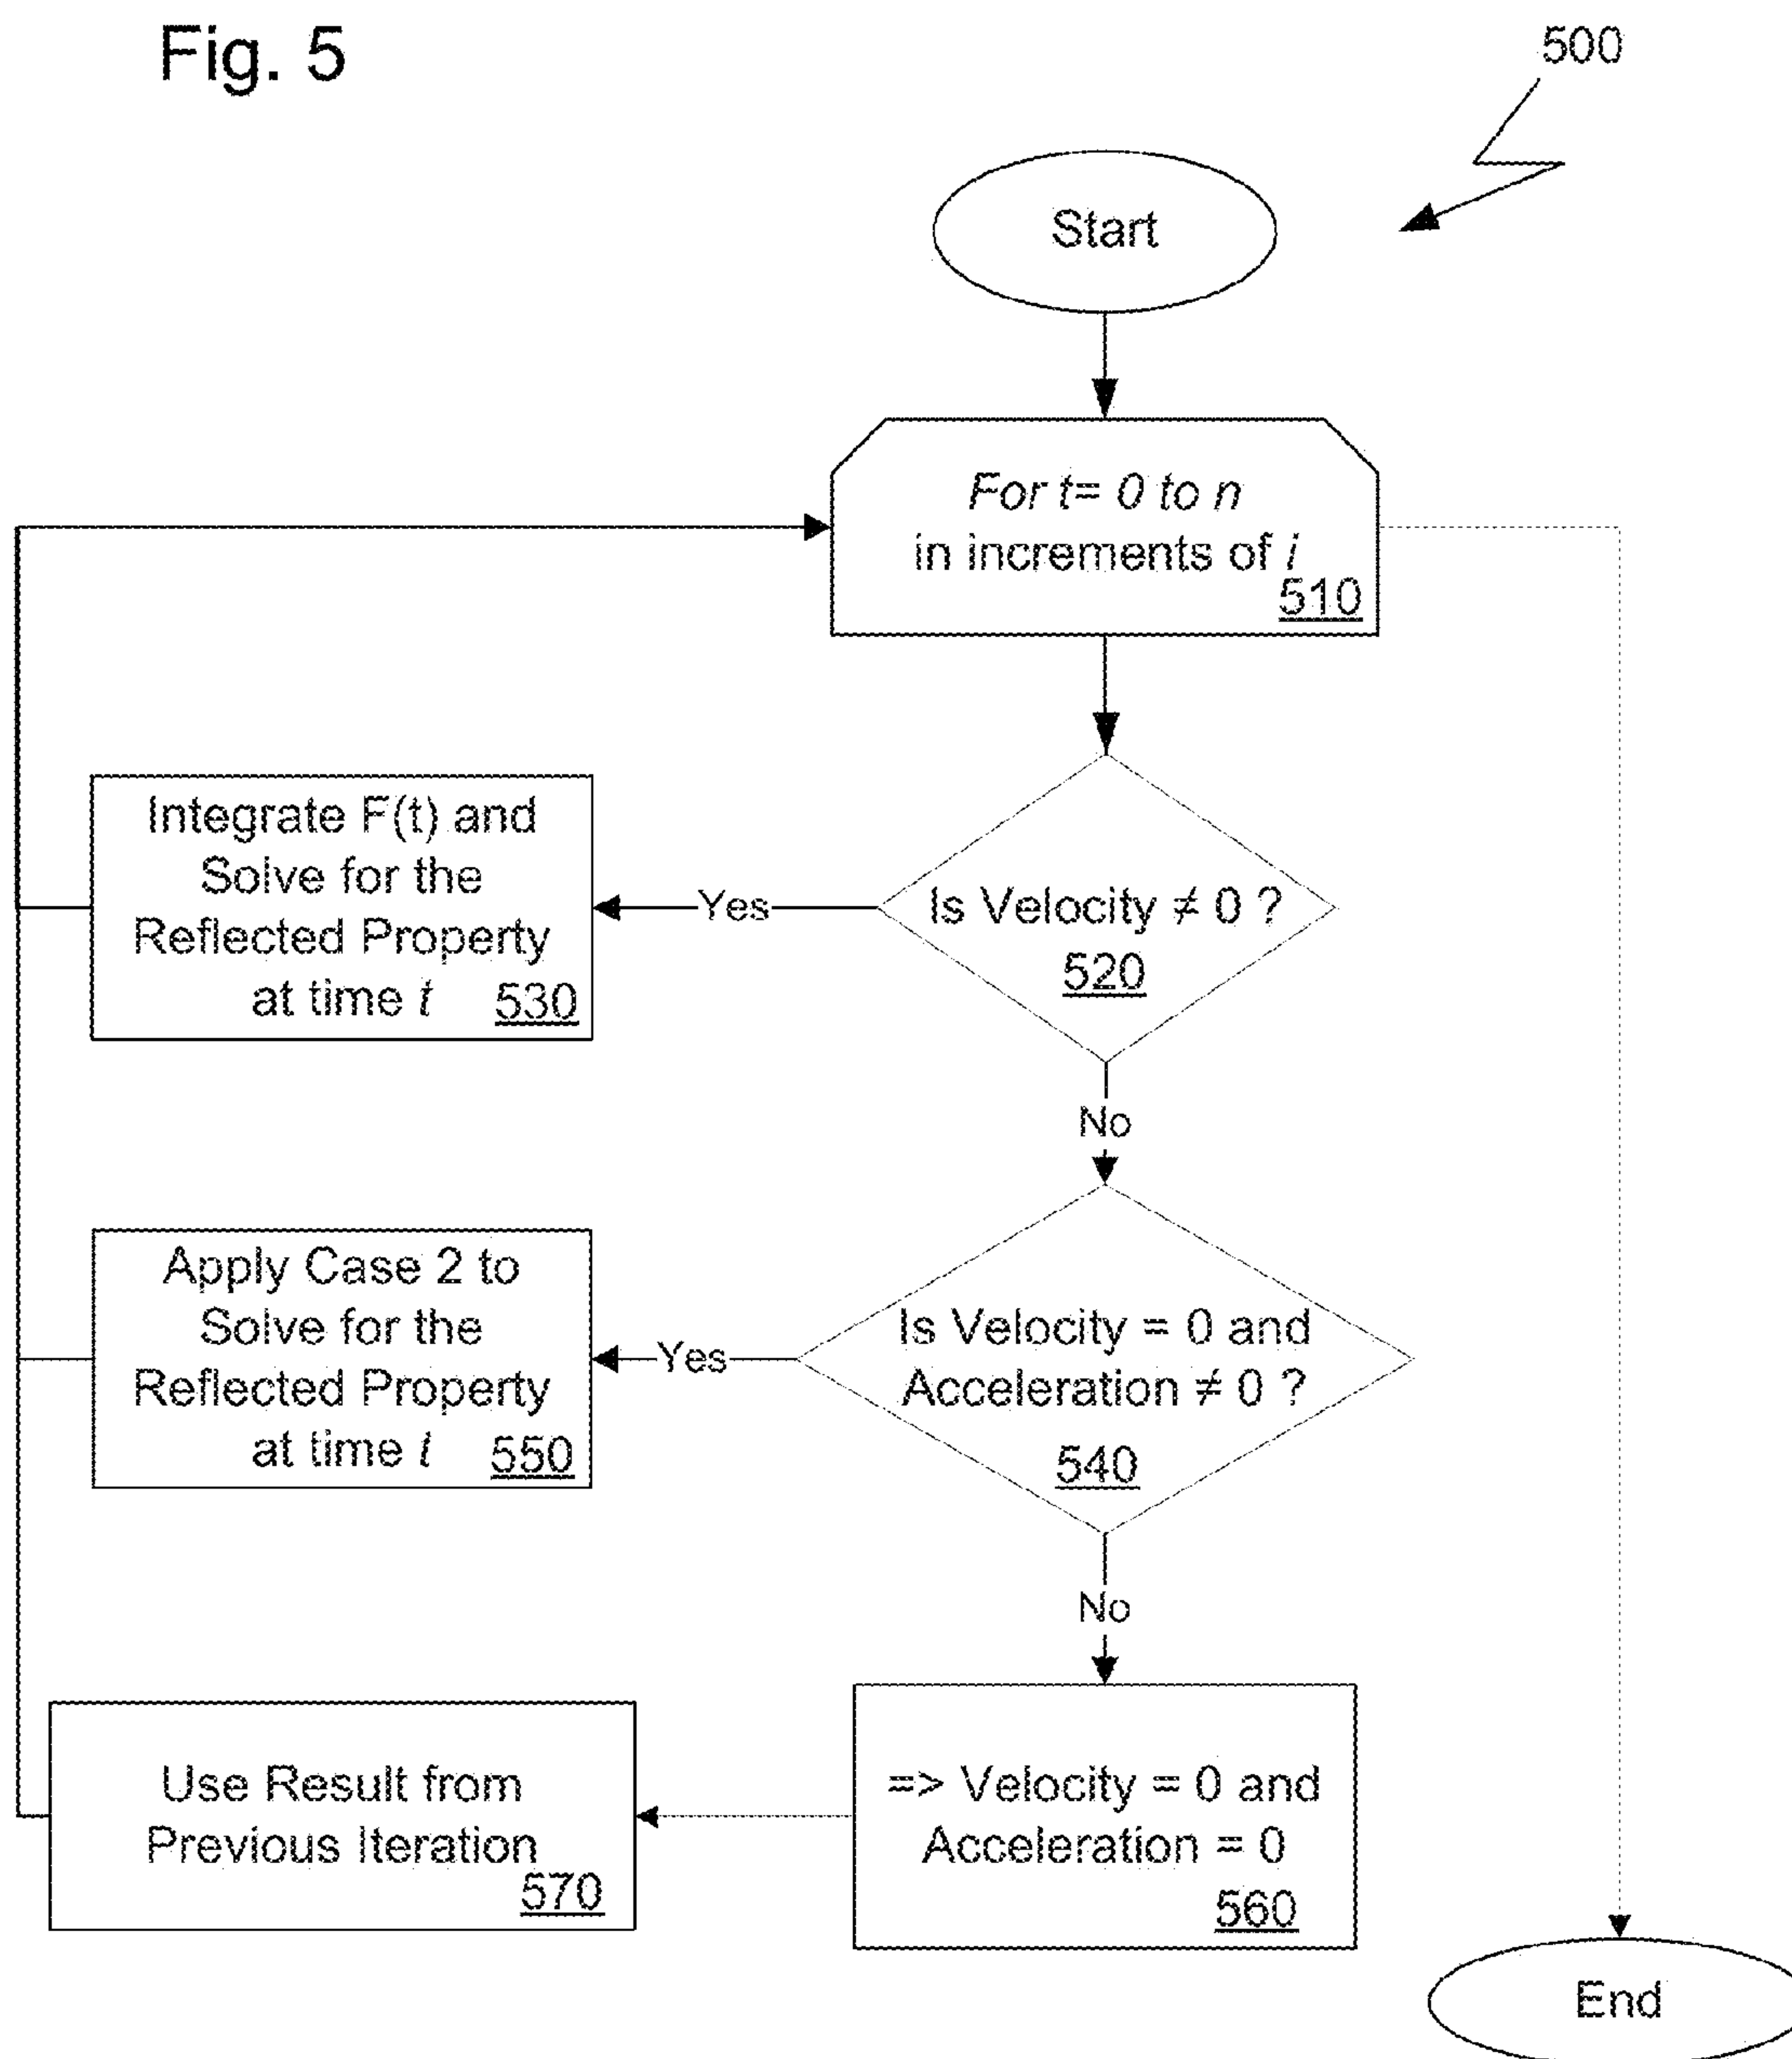 Fig. 5
500
Start
For t= 0 to n
in increments of i
510
Integrate F(t) and
Solve for the
Reflected Property
at time t 530
Yes
Is Velocity ≠ 0 ?
520
No
Apply Case 2 to
Solve for the
Reflected Property
at time t 550
Yes
Is Velocity = 0 and
Acceleration ≠ 0 ?
540
No
Use Result from
Previous Iteration
570
=> Velocity = 0 and
Acceleration = 0
560
End